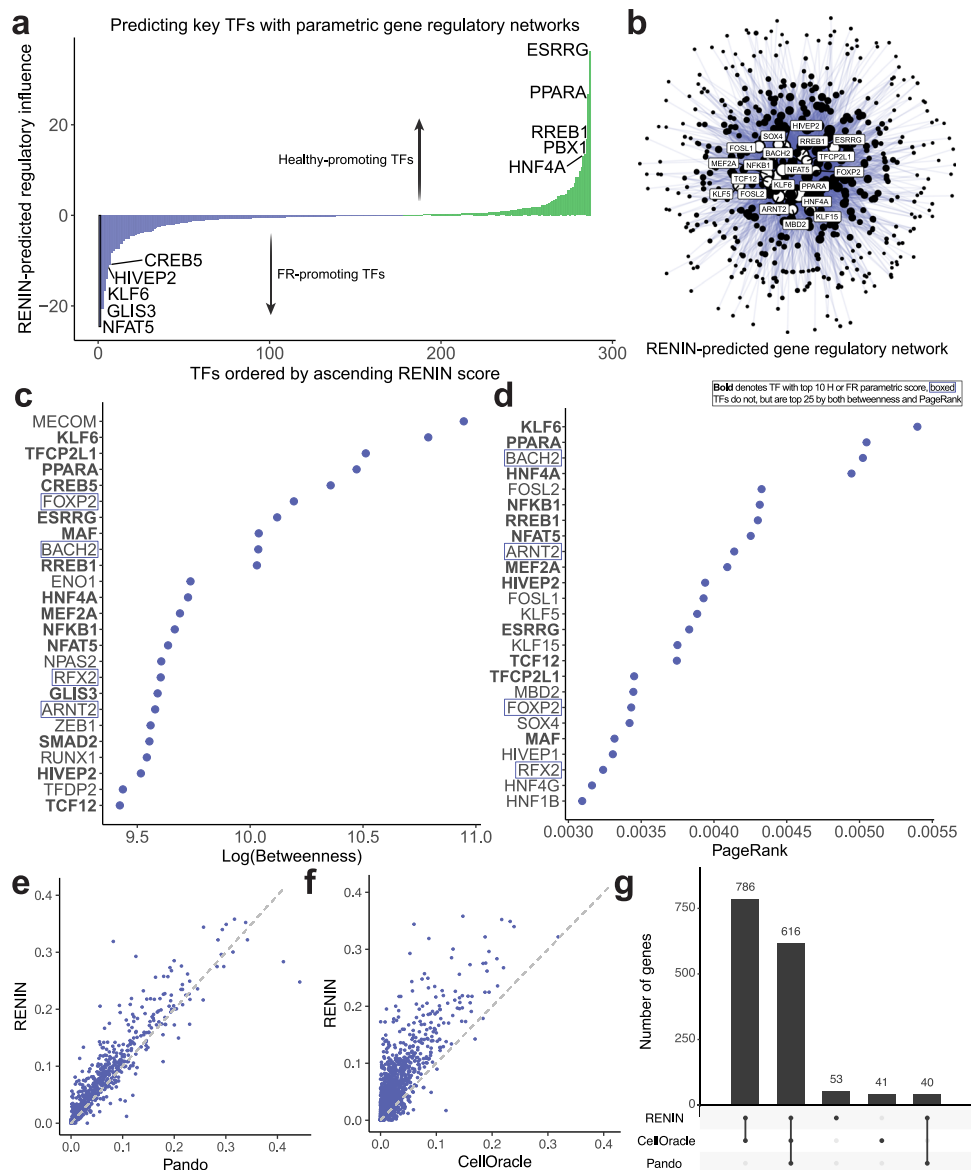 a
Predicting key TFs with parametric gene regulatory networks
RENIN-predicted regulatory influence
20
0
−20
ESRRG
PPARA
RREB1
PBX1
HNF4A
Healthy-promoting TFs
FR-promoting TFs
CREB5
HIVEP2
KLF6
GLIS3
NFAT5
0
100
200
300
TFs ordered by ascending RENIN score
b
HIVEP2
SOX4
RREB1
ESRRG
FOSL1
BACH2
TFCP2L1
MEF2A
NFKB1
NFAT5
FOXP2
TCF12
KLF6
PPARA
KLF5
FOSL2
HNF4A
ARNT2
KLF15
MBD2
RENIN-predicted gene regulatory network
Bold denotes TF with top 10 H or FR parametric score, boxed
TFs do not, but are top 25 by both betweenness and PageRank
c
MECOM
KLF6
TFCP2L1
PPARA
CREB5
FOXP2
ESRRG
MAF
BACH2
RREB1
ENO1
HNF4A
MEF2A
NFKB1
NFAT5
NPAS2
RFX2
GLIS3
ARNT2
ZEB1
SMAD2
RUNX1
HIVEP2
TFDP2
TCF12
9.5
10.0
10.5
11.0
Log(Betweenness)
d
KLF6
PPARA
BACH2
HNF4A
FOSL2
NFKB1
RREB1
NFAT5
ARNT2
MEF2A
HIVEP2
FOSL1
KLF5
ESRRG
KLF15
TCF12
TFCP2L1
MBD2
FOXP2
SOX4
MAF
HIVEP1
RFX2
HNF4G
HNF1B
0.0030
0.0035
0.0040
0.0045
0.0050
0.0055
PageRank
e
RENIN
0.4
0.3
0.2
0.1
0.0
0.0
0.1
0.2
0.3
0.4
Pando
f
RENIN
0.4
0.3
0.2
0.1
0.0
0.0
0.1
0.2
0.3
0.4
CellOracle
g
Number of genes
750
500
250
0
786
616
53
41
40
RENIN
CellOracle
Pando